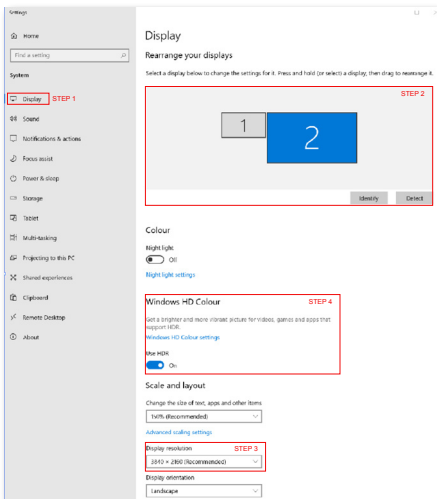 Settings
Home
Find a setting
System
Display STEP 1
Sound
Notifications & actions
Focus assist
Power & sleep
Storage
Tablet
Multi-tasking
Projecting to this PC
Shared experiences
Clipboard
Remote Desktop
About
Display
Rearrange your displays
Select a display below to change the settings for it. Press and hold (or select) a display, then drag to rearrange it.
STEP 2
1
2
Identify Detect
Colour
Night light
Off
Night light settings
Windows HD Colour STEP 4
Get a brighter and more vibrant picture for videos, games and apps that
support HDR.
Windows HD Colour settings
Use HDR
On
Scale and layout
Change the size of text, apps and other items
150% (Recommended)
Advanced scaling settings
Display resolution STEP 3
3840 × 2160 (Recommended)
Display orientation
Landscape